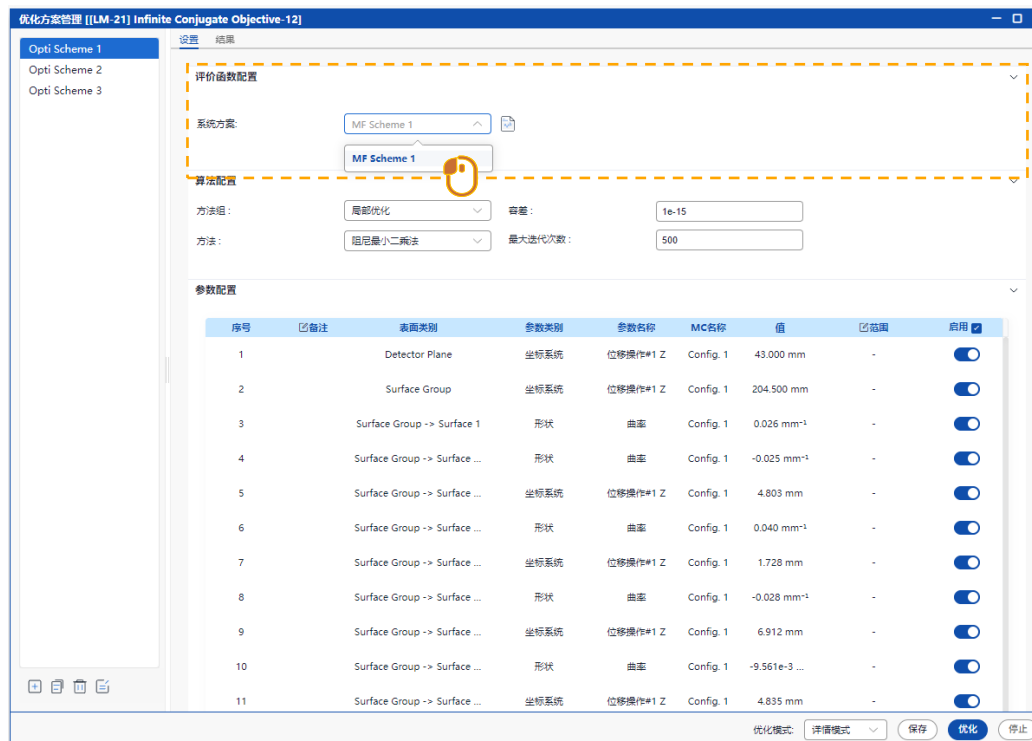 优化方案管理 [[LM-21] Infinite Conjugate Objective-12]
Opti Scheme 1
Opti Scheme 2
Opti Scheme 3
设置 结果
评价函数配置
系统方案: MF Scheme 1
MF Scheme 1
算法配置
方法组: 局部优化 容差: 1e-15
方法: 阻尼最小二乘法 最大迭代次数: 500
参数配置
序号 备注 表面类别 参数类别 参数名称 MC名称 值 范围 启用
1 Detector Plane 坐标系统 位移操作#1 Z Config. 1 43.000 mm -
2 Surface Group 坐标系统 位移操作#1 Z Config. 1 204.500 mm -
3 Surface Group -> Surface 1 形状 曲率 Config. 1 0.026 mm⁻¹ -
4 Surface Group -> Surface ... 形状 曲率 Config. 1 -0.025 mm⁻¹ -
5 Surface Group -> Surface ... 坐标系统 位移操作#1 Z Config. 1 4.803 mm -
6 Surface Group -> Surface ... 形状 曲率 Config. 1 0.040 mm⁻¹ -
7 Surface Group -> Surface ... 坐标系统 位移操作#1 Z Config. 1 1.728 mm -
8 Surface Group -> Surface ... 形状 曲率 Config. 1 -0.028 mm⁻¹ -
9 Surface Group -> Surface ... 坐标系统 位移操作#1 Z Config. 1 6.912 mm -
10 Surface Group -> Surface ... 形状 曲率 Config. 1 -9.561e-3 ... -
11 Surface Group -> Surface ... 坐标系统 位移操作#1 Z Config. 1 4.835 mm -
优化模式: 详情模式 保存 优化 停止